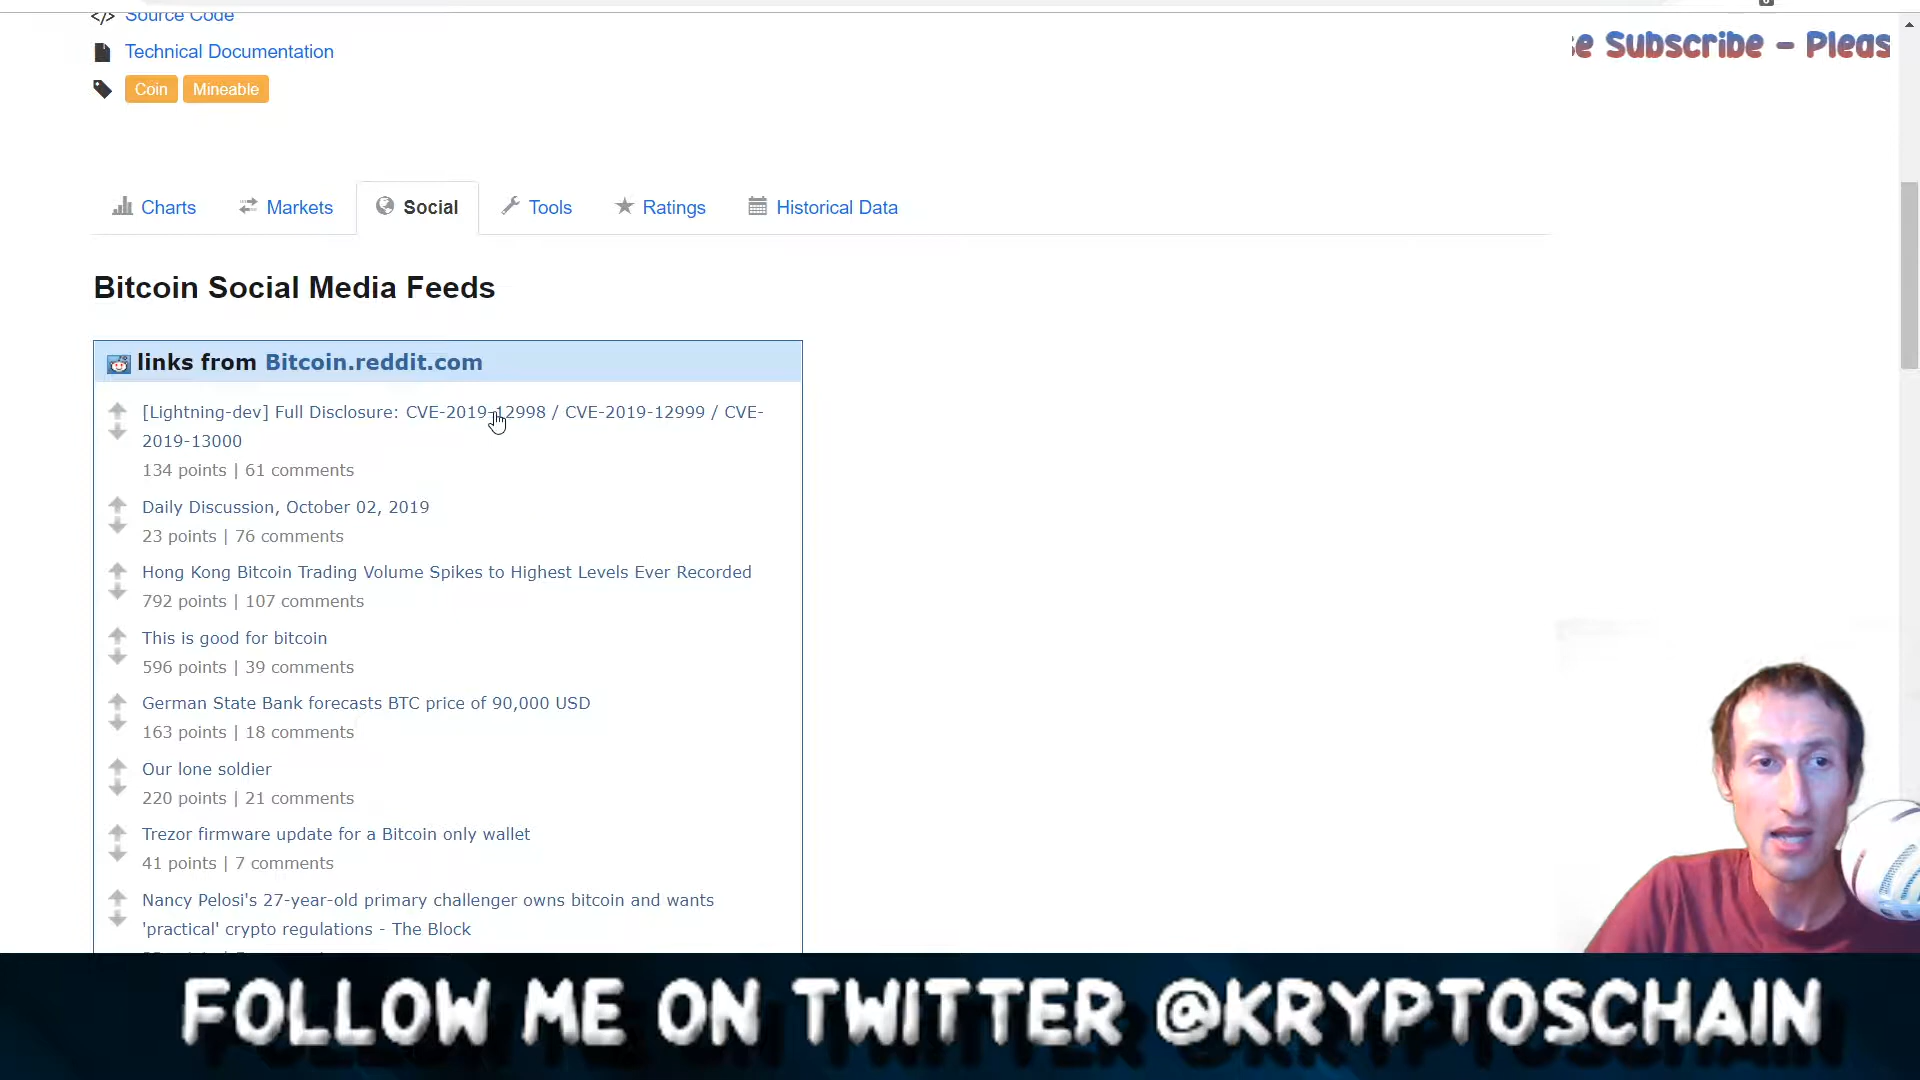 Source Code
Technical Documentation
Coin Mineable
e Subscribe - Pleas
Charts Markets Social Tools Ratings Historical Data
Bitcoin Social Media Feeds
links from Bitcoin.reddit.com
[Lightning-dev] Full Disclosure: CVE-2019-12998 / CVE-2019-12999 / CVE-
2019-13000
134 points | 61 comments
Daily Discussion, October 02, 2019
23 points | 76 comments
Hong Kong Bitcoin Trading Volume Spikes to Highest Levels Ever Recorded
792 points | 107 comments
This is good for bitcoin
596 points | 39 comments
German State Bank forecasts BTC price of 90,000 USD
163 points | 18 comments
Our lone soldier
220 points | 21 comments
Trezor firmware update for a Bitcoin only wallet
41 points | 7 comments
Nancy Pelosi's 27-year-old primary challenger owns bitcoin and wants
'practical' crypto regulations - The Block
FOLLOW ME ON TWITTER @KRYPTOSCHAIN